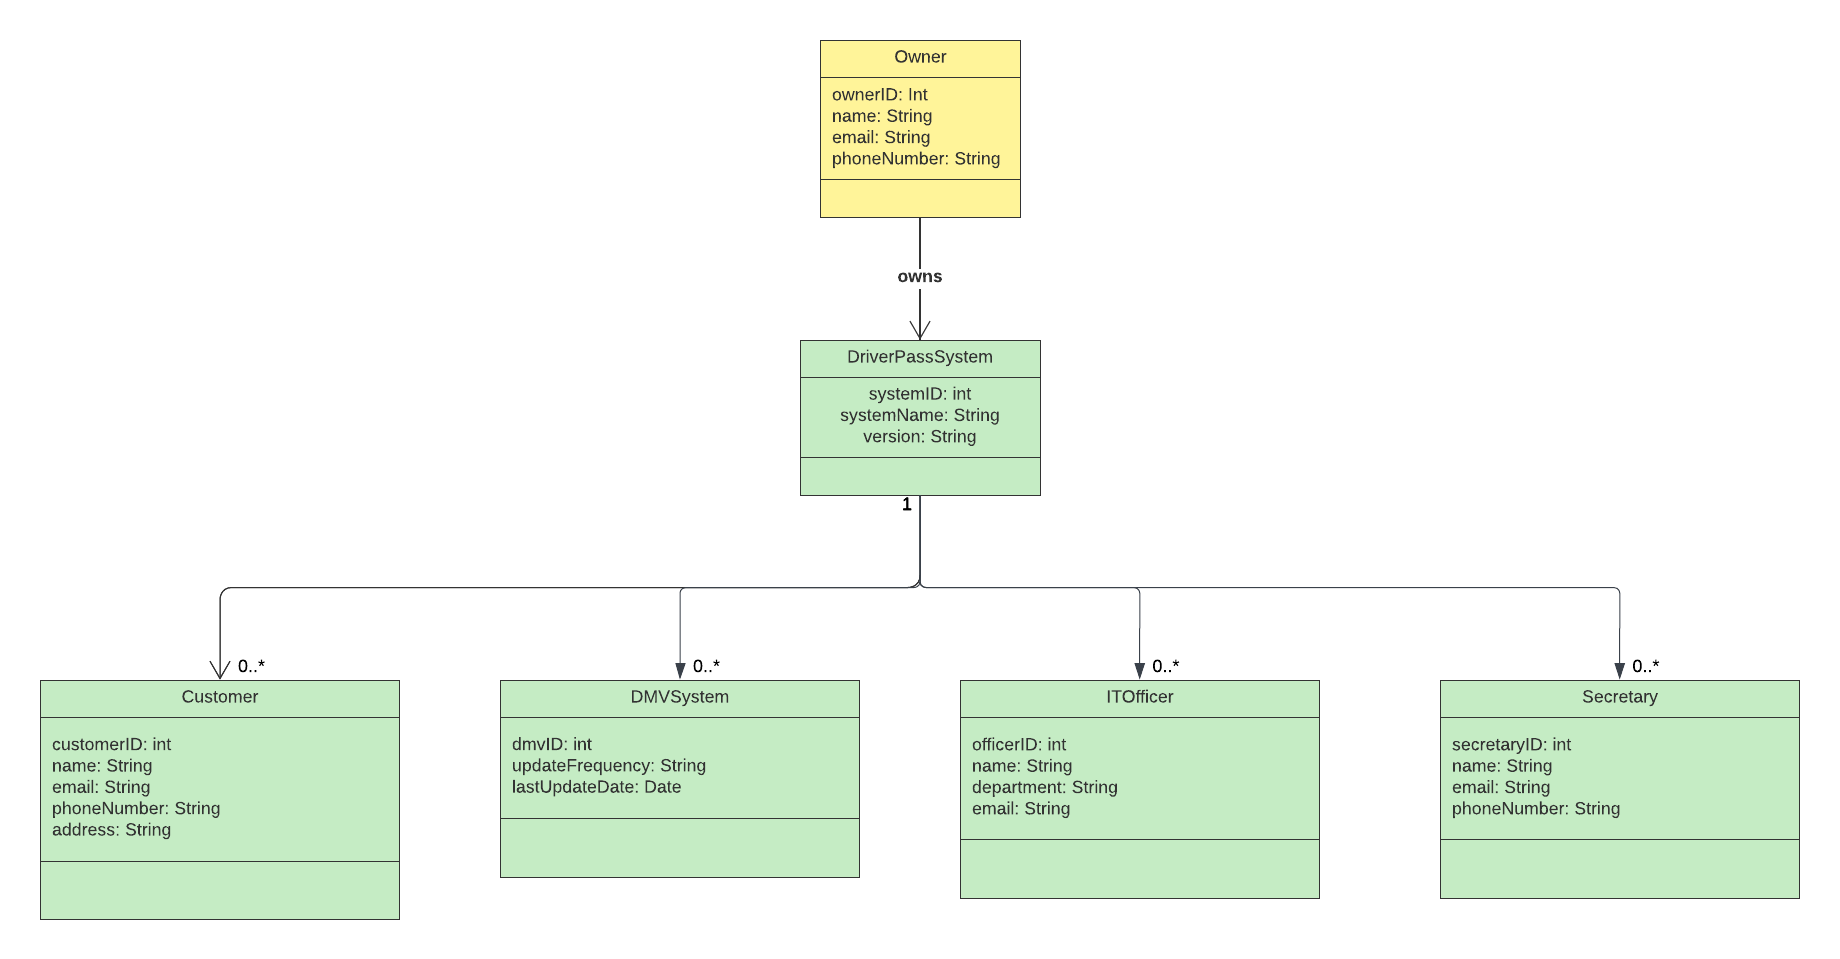 Owner
ownerID: Int
name: String
email: String
phoneNumber: String
owns
DriverPassSystem
systemID: int
systemName: String
version: String
1
0..*
0..*
0..*
0..*
Customer
customerID: int
name: String
email: String
phoneNumber: String
address: String
DMVSystem
dmvID: int
updateFrequency: String
lastUpdateDate: Date
ITOfficer
officerID: int
name: String
department: String
email: String
Secretary
secretaryID: int
name: String
email: String
phoneNumber: String